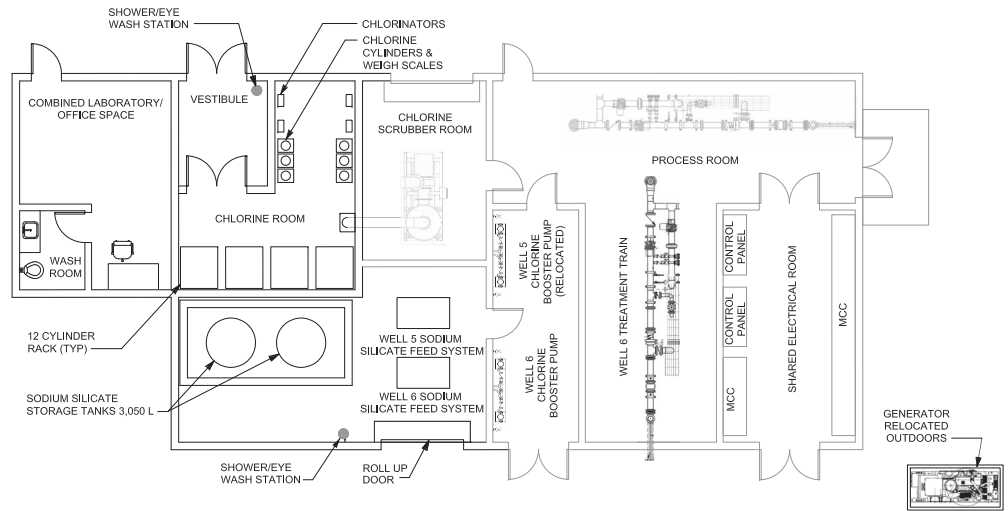 SHOWER/EYE
WASH STATION
CHLORINATORS
CHLORINE
CYLINDERS &
WEIGH SCALES
COMBINED LABORATORY/
OFFICE SPACE
VESTIBULE
CHLORINE
SCRUBBER ROOM
PROCESS ROOM
CHLORINE ROOM
WASH
ROOM
WELL 5
CHLORINE
BOOSTER PUMP
(RELOCATED)
WELL 6 TREATMENT TRAIN
CONTROL
PANEL
CONTROL
PANEL
SHARED ELECTRICAL ROOM
MCC
MCC
12 CYLINDER
RACK (TYP)
WELL 5 SODIUM
SILICATE FEED SYSTEM
WELL 6 SODIUM
SILICATE FEED SYSTEM
WELL 6
CHLORINE
BOOSTER PUMP
SODIUM SILICATE
STORAGE TANKS 3,050 L
SHOWER/EYE
WASH STATION
ROLL UP
DOOR
GENERATOR
RELOCATED
OUTDOORS